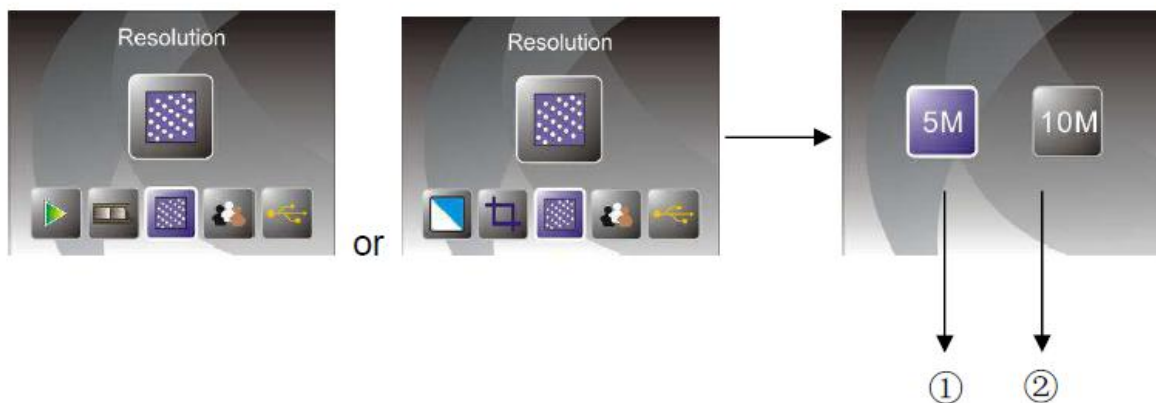 Resolution
or
Resolution
5M
10M
①
②